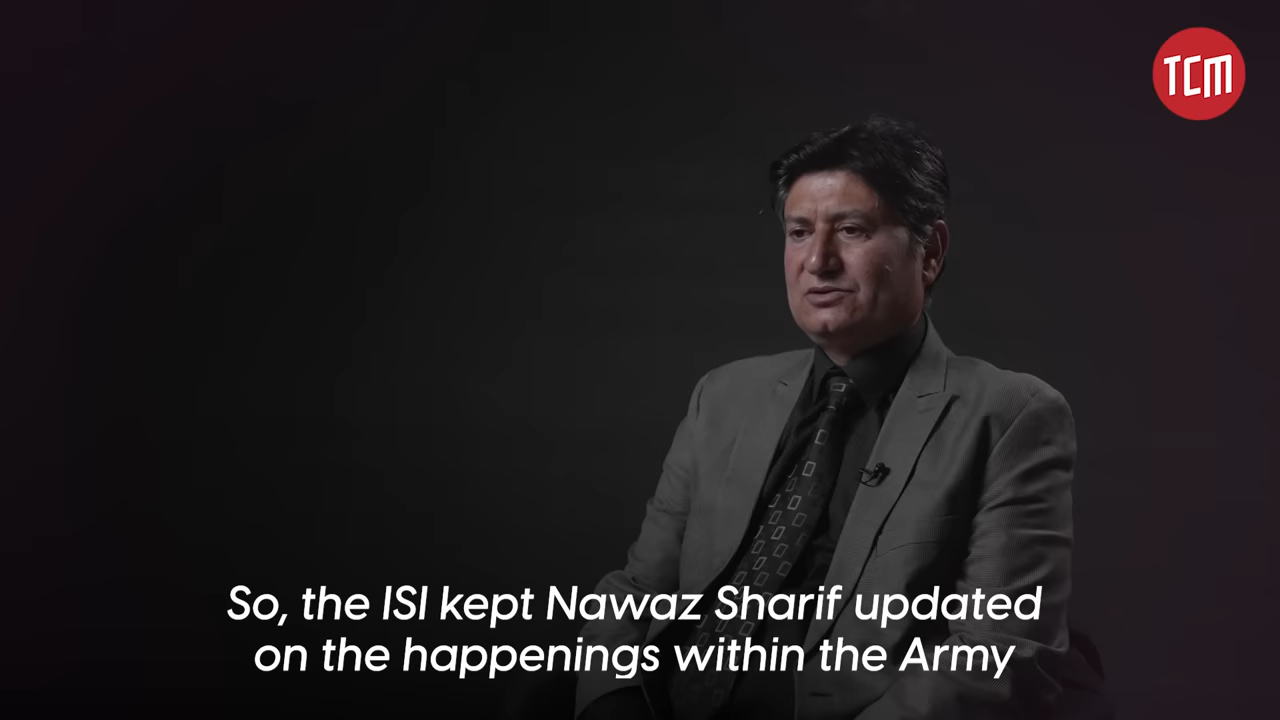 TCM
So, the ISI kept Nawaz Sharif updated
on the happenings within the Army